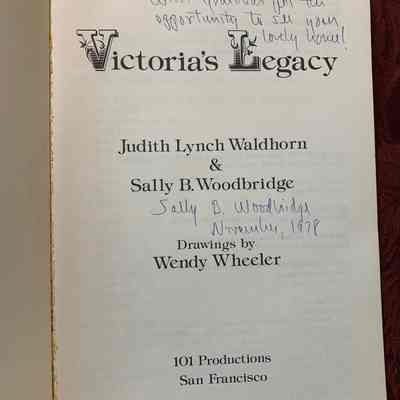 opportunity to see your
lovely house!
Victoria's Legacy
Judith Lynch Waldhorn
&
Sally B. Woodbridge
Sally B. Woodbridge
November, 1978
Drawings by
Wendy Wheeler
101 Productions
San Francisco